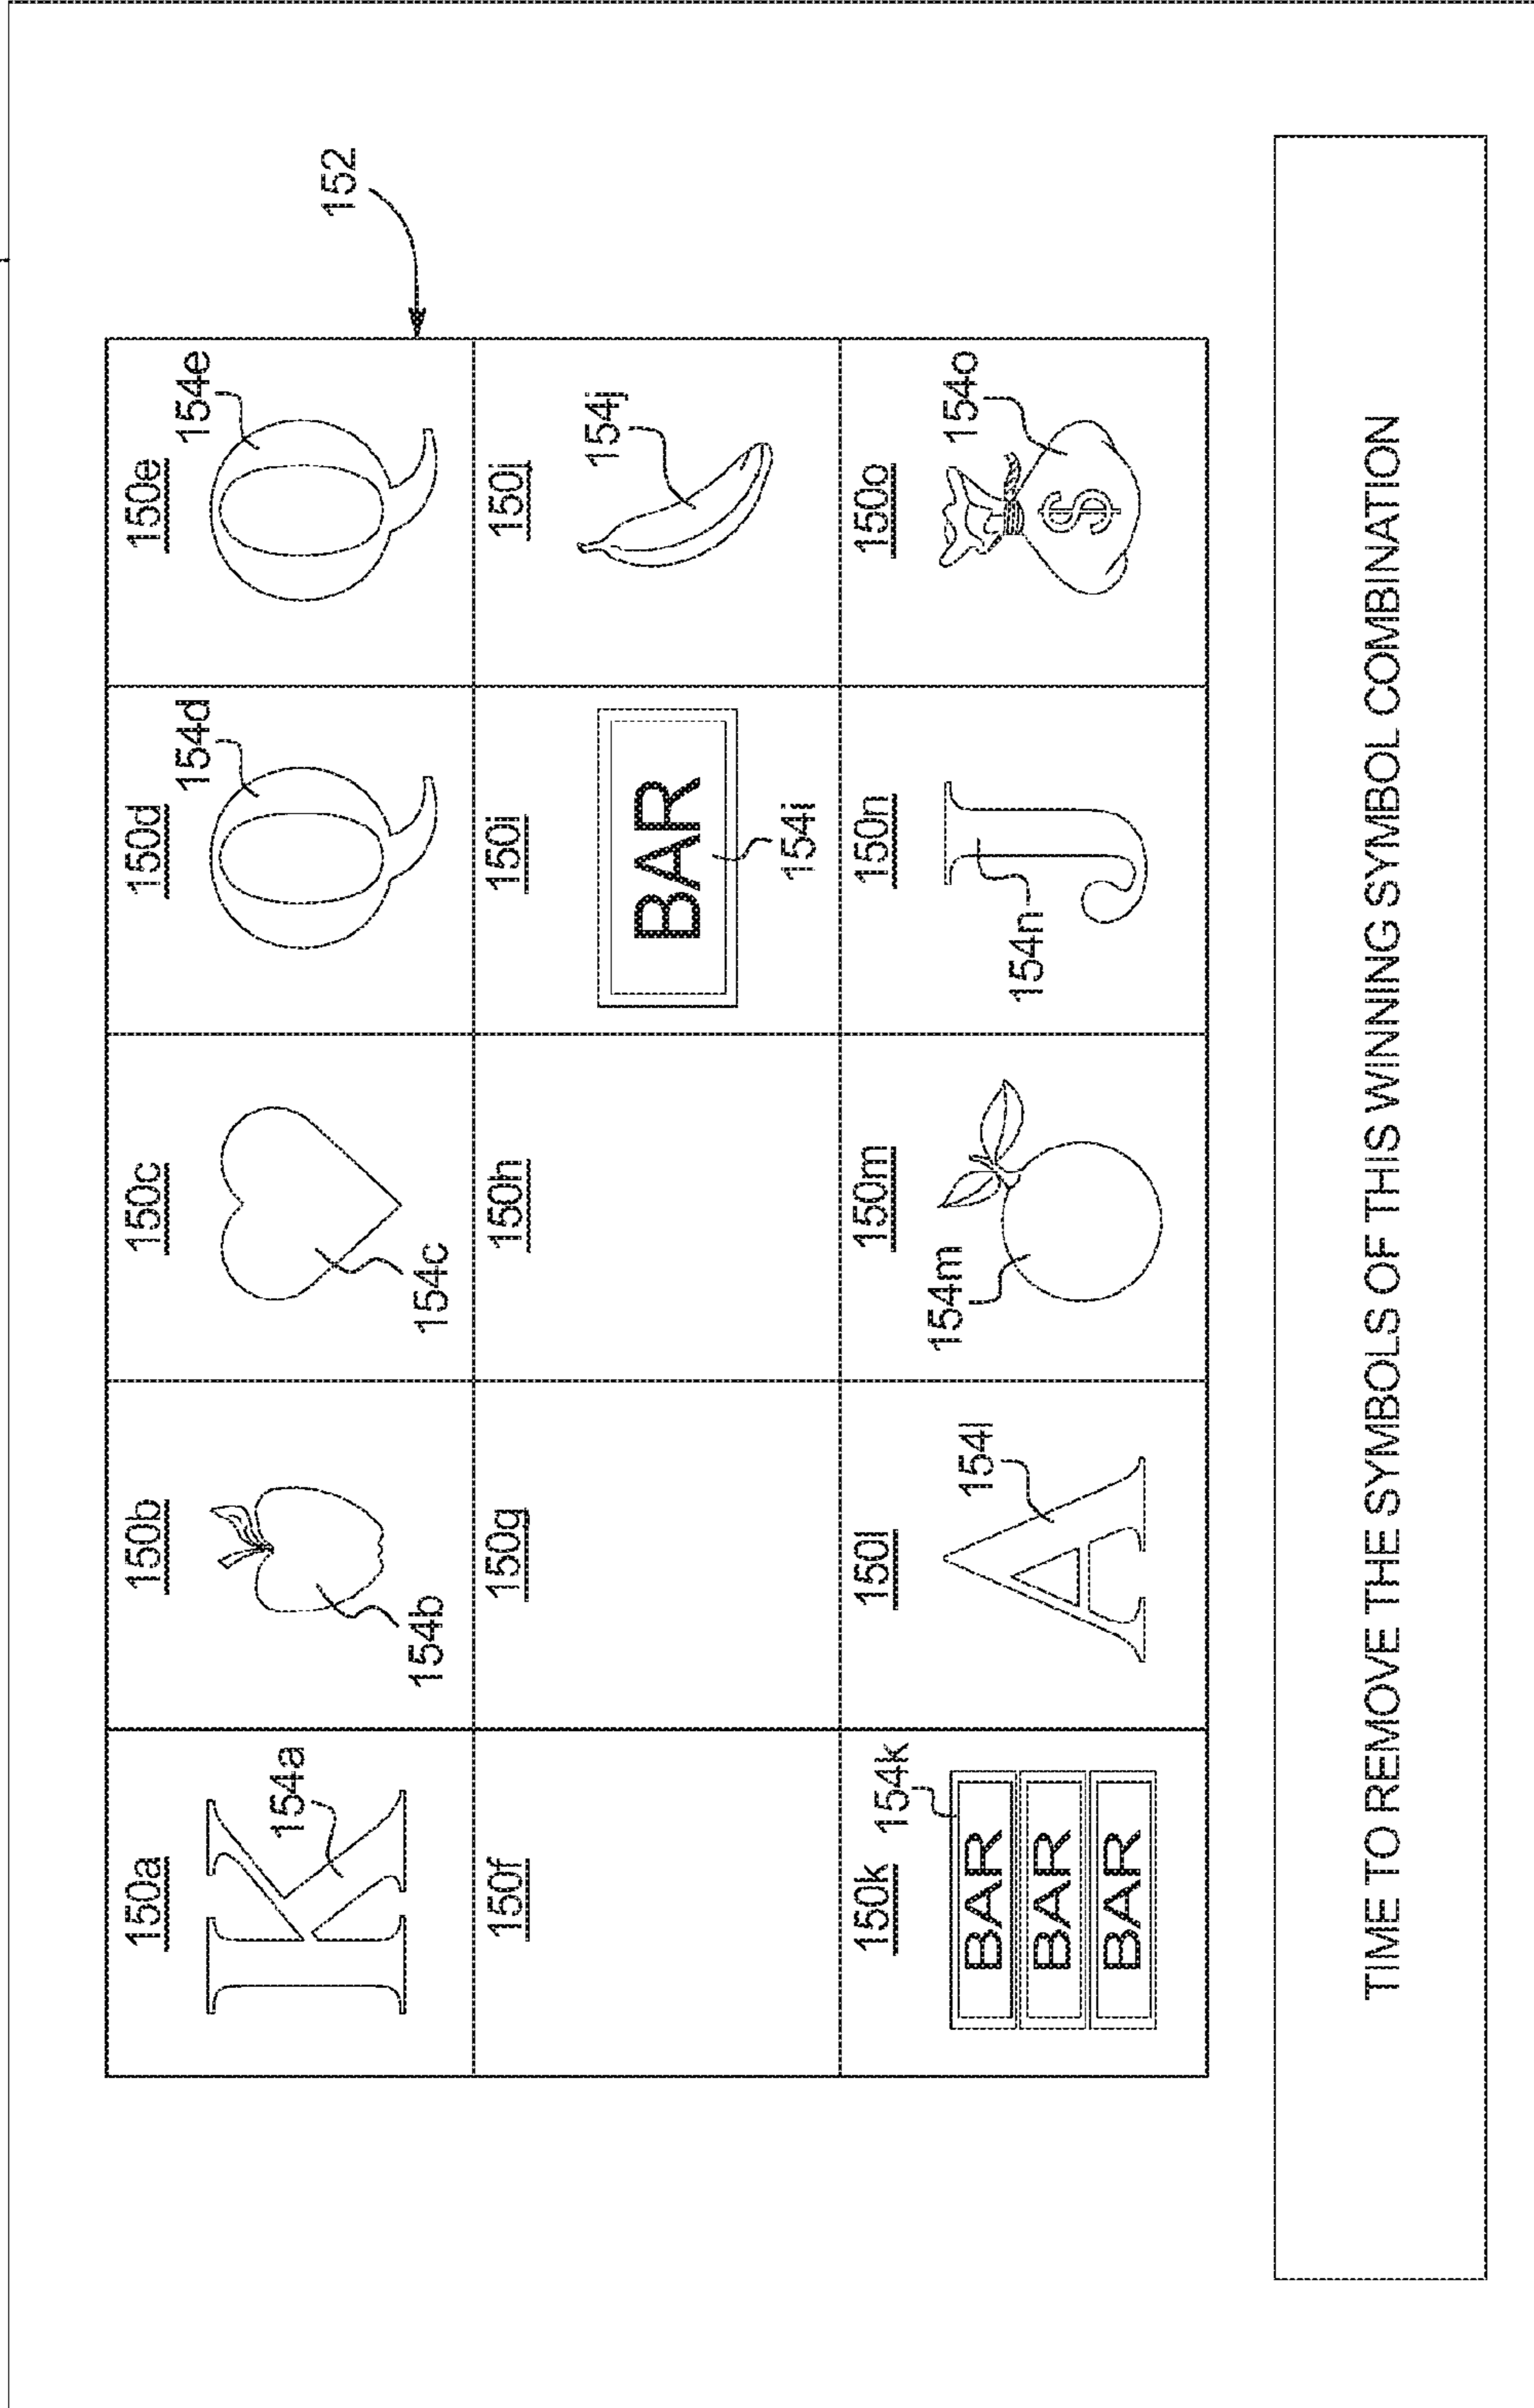 152
150a 150b 150c 150d 150e
154a 154b 154c 154d 154e
150f 150g 150h 150i 150j
BAR
154i 154j
150k 150l 150m 150n 150o
154k 154l 154m 154n 154o
BAR
BAR
BAR
$
TIME TO REMOVE THE SYMBOLS OF THIS WINNING SYMBOL COMBINATION
K
Q
Q
A
J